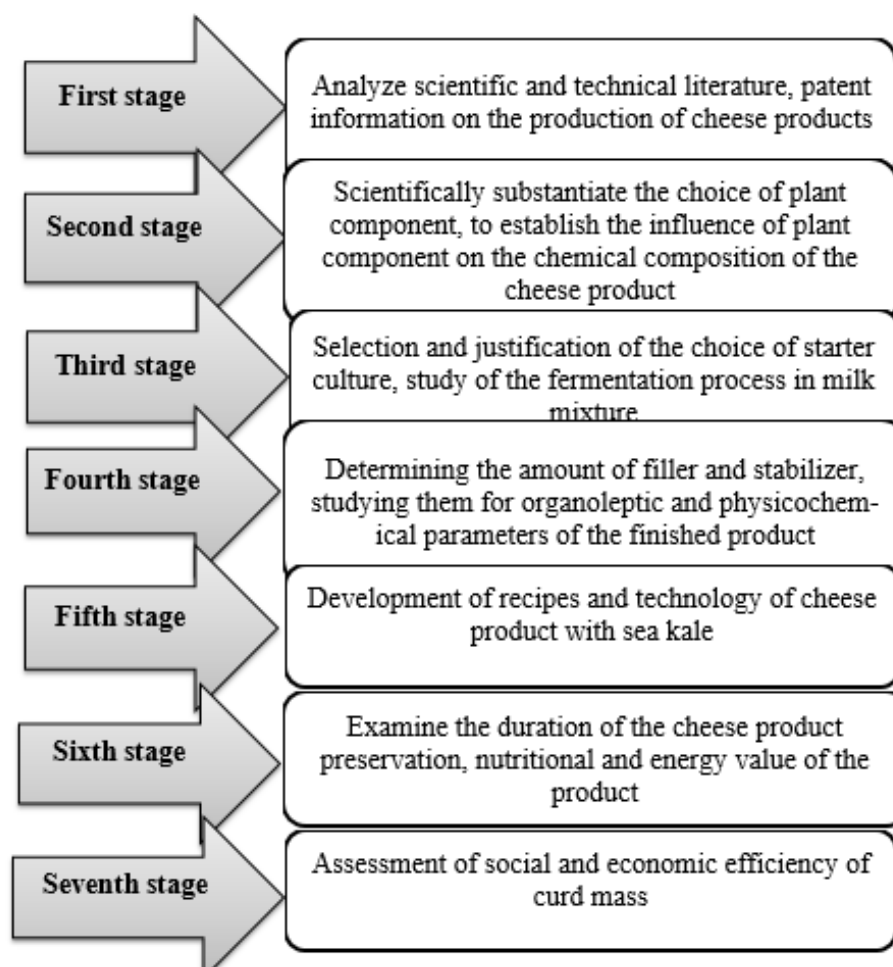 First stage
Analyze scientific and technical literature, patent
information on the production of cheese products
Second stage
Scientifically substantiate the choice of plant
component, to establish the influence of plant
component on the chemical composition of the
cheese product
Third stage
Selection and justification of the choice of starter
culture, study of the fermentation process in milk
mixture
Fourth stage
Determining the amount of filler and stabilizer,
studying them for organoleptic and physicochem-
ical parameters of the finished product
Fifth stage
Development of recipes and technology of cheese
product with sea kale
Sixth stage
Examine the duration of the cheese product
preservation, nutritional and energy value of the
product
Seventh stage
Assessment of social and economic efficiency of
curd mass